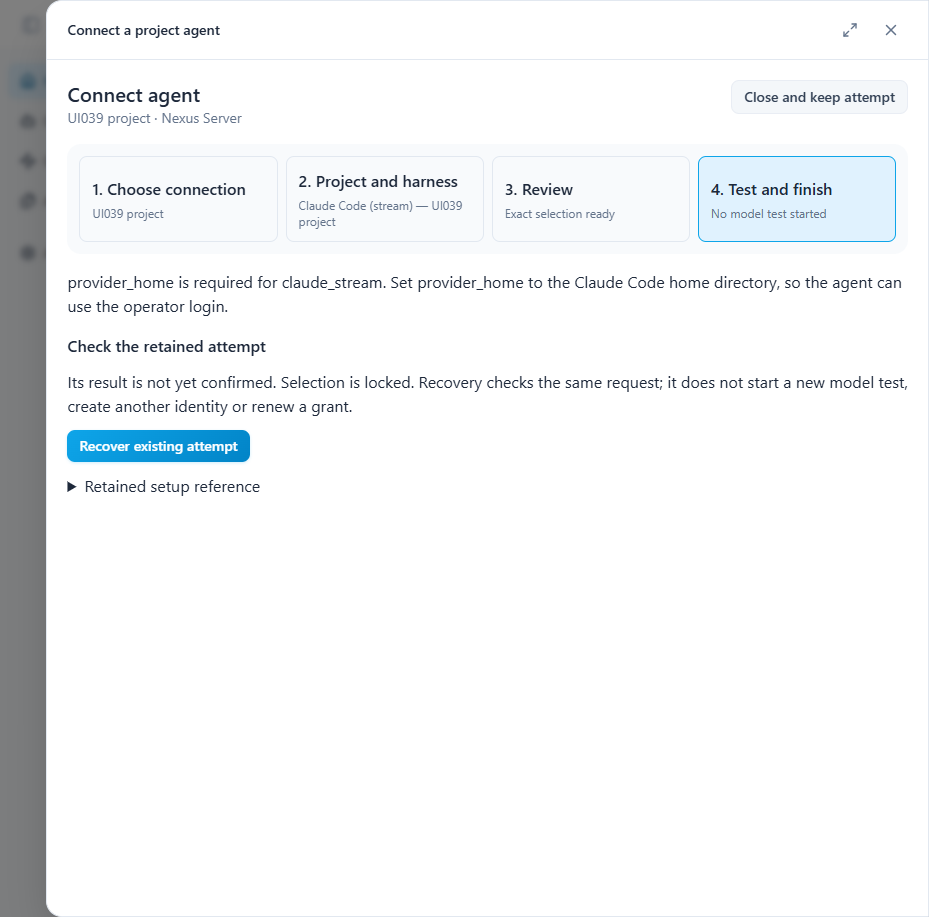 Connect a project agent
Connect agent
Close and keep attempt
UI039 project · Nexus Server
1. Choose connection
UI039 project
2. Project and harness
Claude Code (stream) — UI039
project
3. Review
Exact selection ready
4. Test and finish
No model test started
provider_home is required for claude_stream. Set provider_home to the Claude Code home directory, so the agent can
use the operator login.
Check the retained attempt
Its result is not yet confirmed. Selection is locked. Recovery checks the same request; it does not start a new model test,
create another identity or renew a grant.
Recover existing attempt
Retained setup reference